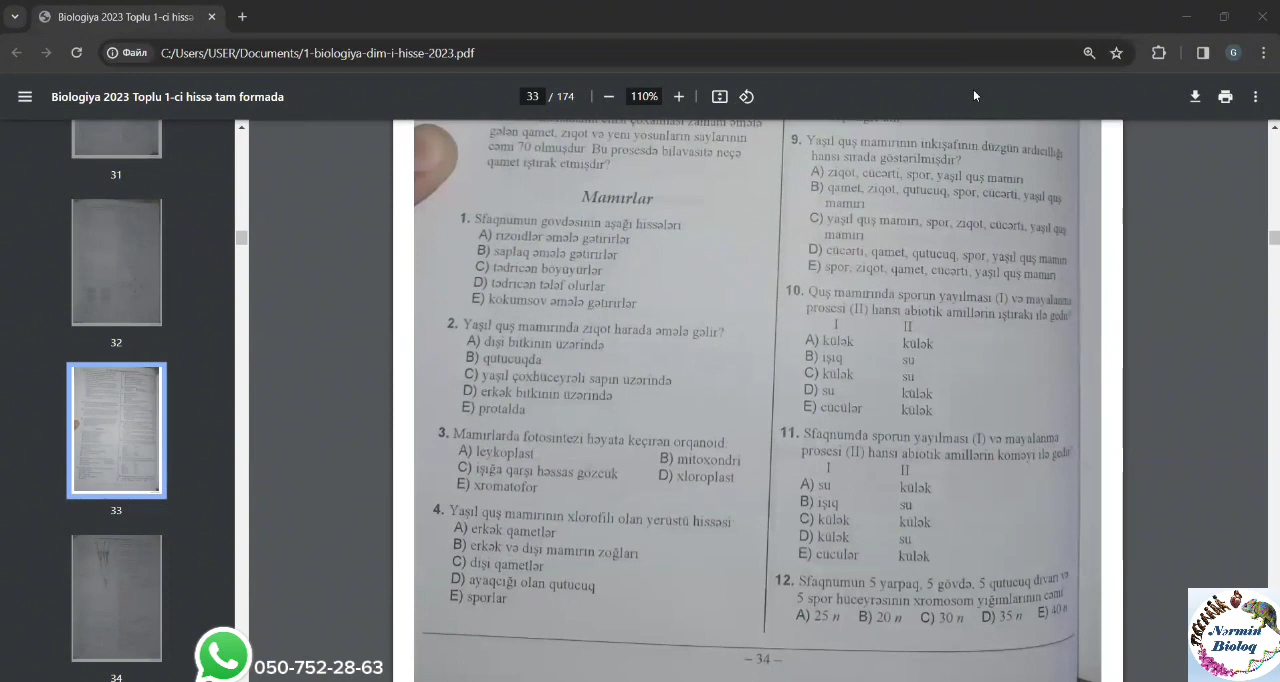 Biologiya 2023 Toplu 1-ci hissə
Файл
C:/Users/USER/Documents/1-biologiya-dim-i-hisse-2023.pdf
G
Biologiya 2023 Toplu 1-ci hissə tam formada
33 / 174
110%
31
32
33
34
gələn qamet, ziqot və yeni yosunların saylarının
cəmi 70 olmuşdur. Bu prosesdə bilavasitə neçə
qamet iştirak etmişdir?
Mamırlar
1. Sfaqnumun gövdəsinin aşağı hissələri
A) rizoidlər əmələ gətirirlər
B) saplaq əmələ gətirirlər
C) tədricən böyüyürlər
D) tədricən tələf olurlar
E) kökümsov əmələ gətirirlər
2. Yaşıl quş mamırında ziqot harada əmələ gəlir?
A) dişi bitkinin üzərində
B) qutucuqda
C) yaşıl çoxhüceyrəli sapın üzərində
D) erkək bitkinin üzərində
E) protalda
3. Mamırlarda fotosintezi həyata keçirən orqanoid:
A) leykoplast
B) mitoxondri
C) işığa qarşı həssas gözcük
D) xloroplast
E) xromatofor
4. Yaşıl quş mamırının xlorofili olan yerüstü hissəsi
A) erkək qametlər
B) erkək və dişi mamırın zoğları
C) dişi qametlər
D) ayaqcığı olan qutucuq
E) sporlar
9. Yaşıl quş mamırının inkişafının düzgün ardıcıllığı
hansı sırada göstərilmişdir?
A) ziqot, cücərti, spor, yaşıl quş mamırı
B) qamet, ziqot, qutucuq, spor, cücərti, yaşıl quş
mamırı
C) yaşıl quş mamırı, spor, ziqot, cücərti, yaşıl quş
mamırı
D) cücərti, qamet, qutucuq, spor, yaşıl quş mamırı
E) spor, ziqot, qamet, cücərti, yaşıl quş mamırı
10. Quş mamırında sporun yayılması (I) və mayalanma
prosesi (II) hansı abiotik amillərin iştirakı ilə gedir?
I II
A) külək külək
B) işıq su
C) külək su
D) su külək
E) cücülər külək
11. Sfaqnumda sporun yayılması (I) və mayalanma
prosesi (II) hansı abiotik amillərin köməyi ilə gedir?
I II
A) su külək
B) işıq su
C) külək külək
D) külək su
E) cücülər külək
12. Sfaqnumun 5 yarpaq, 5 gövdə, 5 qutucuq divarı və
5 spor hüceyrəsinin xromosom yığımlarının cəmi
A) 25 n B) 20 n C) 30 n D) 35 n E) 40 n
– 34 –
050-752-28-63
Nərmin
Bioloq